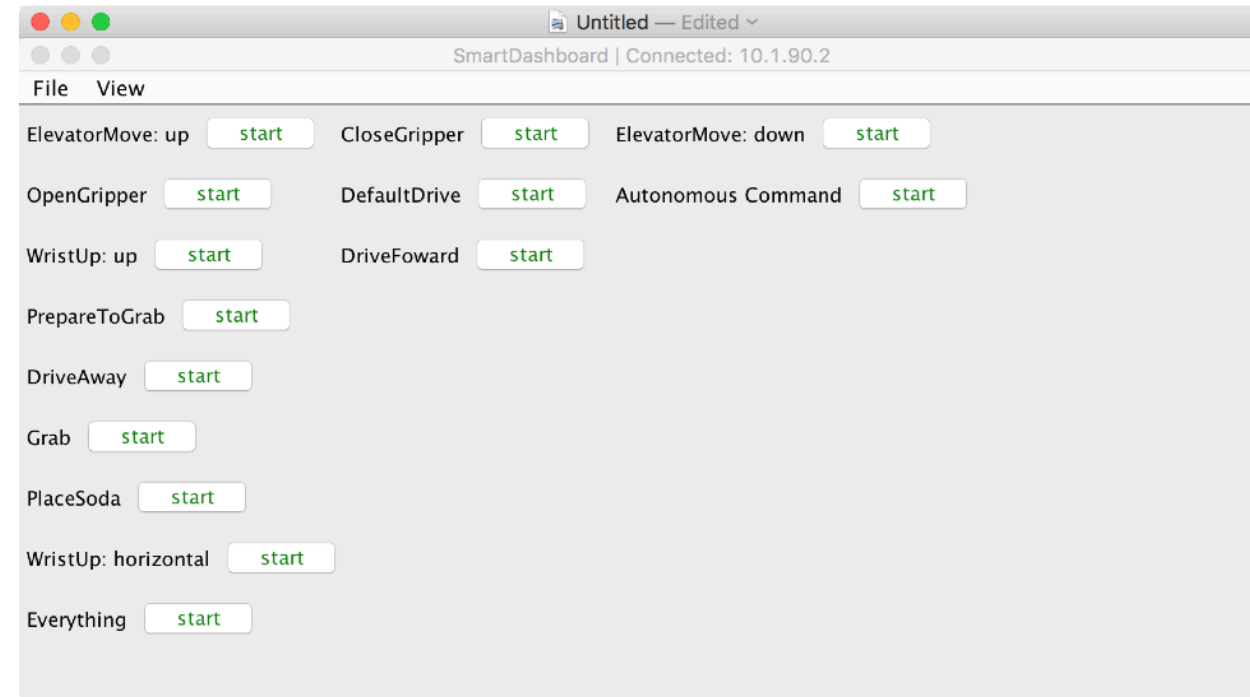 Untitled — Edited
SmartDashboard | Connected: 10.1.90.2
File View
ElevatorMove: up start CloseGripper start ElevatorMove: down start
OpenGripper start DefaultDrive start Autonomous Command start
WristUp: up start DriveFoward start
PrepareToGrab start
DriveAway start
Grab start
PlaceSoda start
WristUp: horizontal start
Everything start